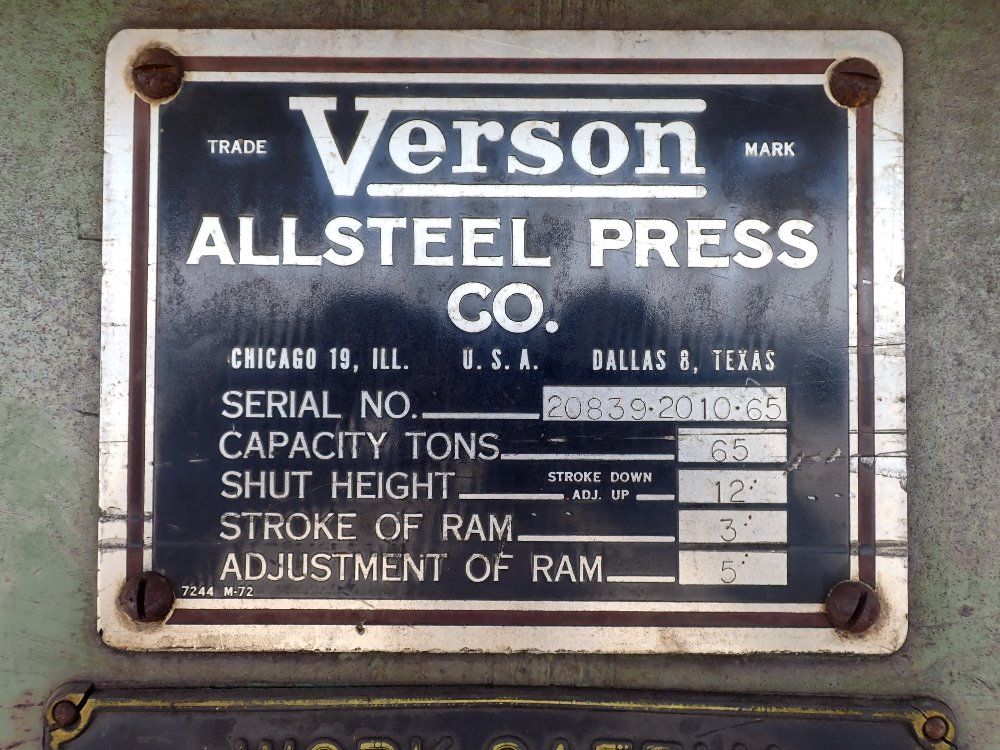 TRADE Verson MARK
ALLSTEEL PRESS
CO.
CHICAGO 19, ILL. U.S.A. DALLAS 8, TEXAS
SERIAL NO. 20839·2010·65
CAPACITY TONS 65
SHUT HEIGHT STROKE DOWN ADJ. UP 12"
STROKE OF RAM 3"
ADJUSTMENT OF RAM 5"
7244 M-72